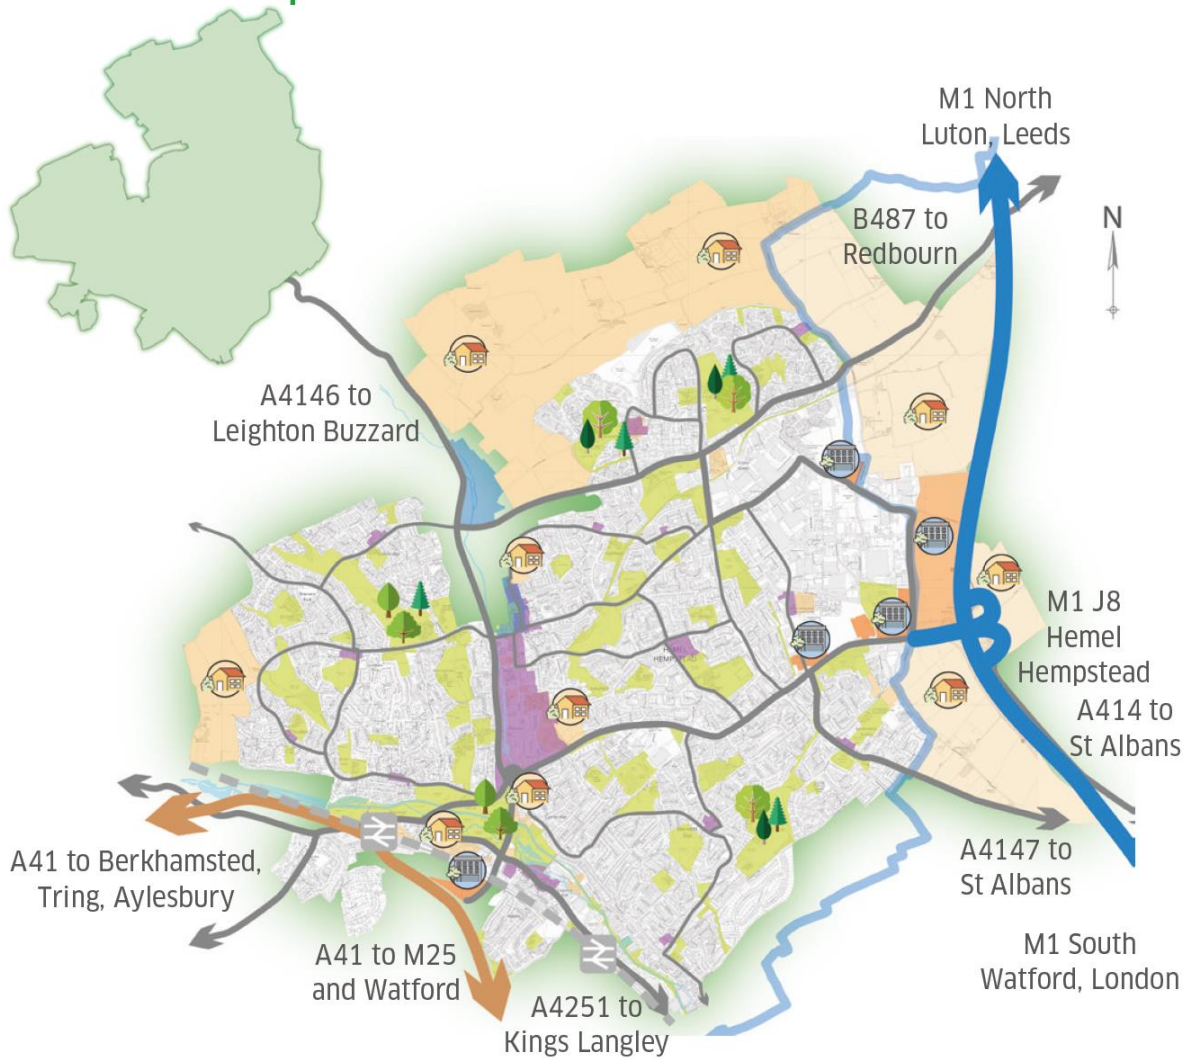 M1 North
Luton, Leeds
B487 to
Redbourn
N
A4146 to
Leighton Buzzard
M1 J8
Hemel
Hempstead
HEMEL
HEMPSTEAD
A414 to
St Albans
A41 to Berkhamsted,
Tring, Aylesbury
A4147 to
St Albans
A41 to M25
and Watford
M1 South
Watford, London
A4251 to
Kings Langley